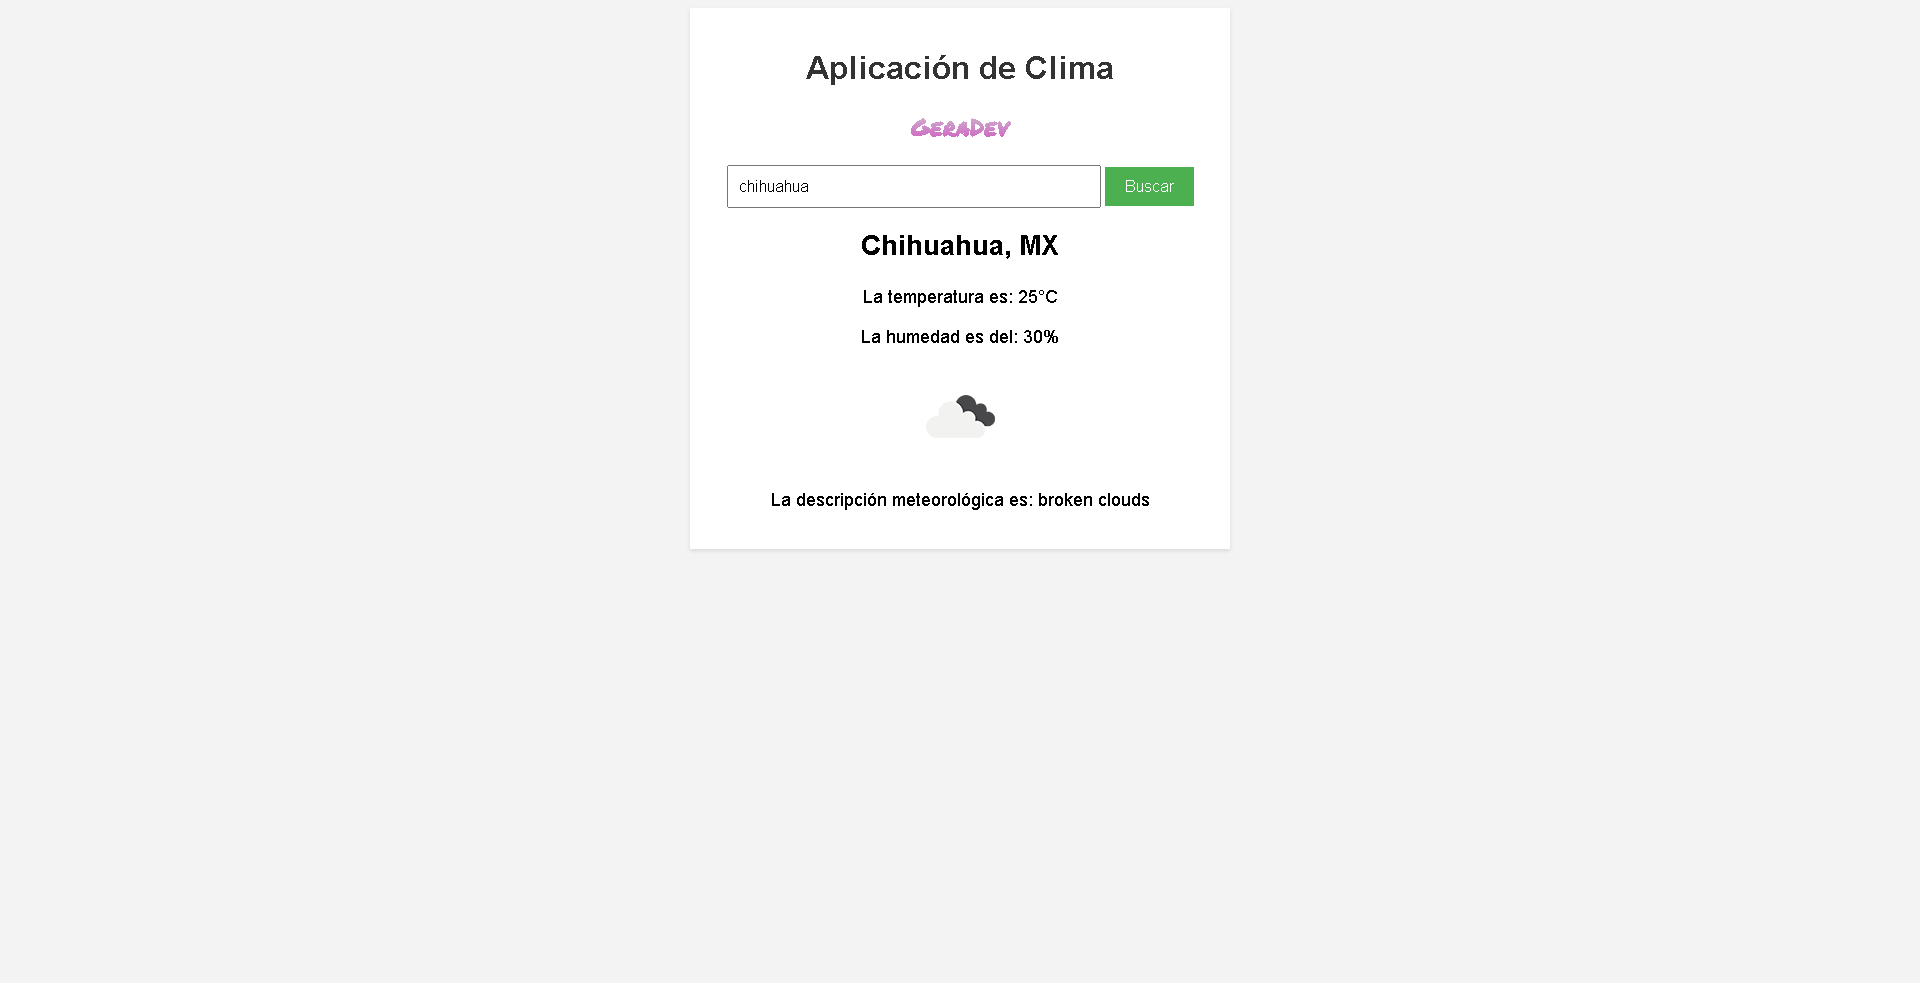 Aplicación de Clima
GeraDev
chihuahua
Buscar
Chihuahua, MX
La temperatura es: 25°C
La humedad es del: 30%
La descripción meteorológica es: broken clouds